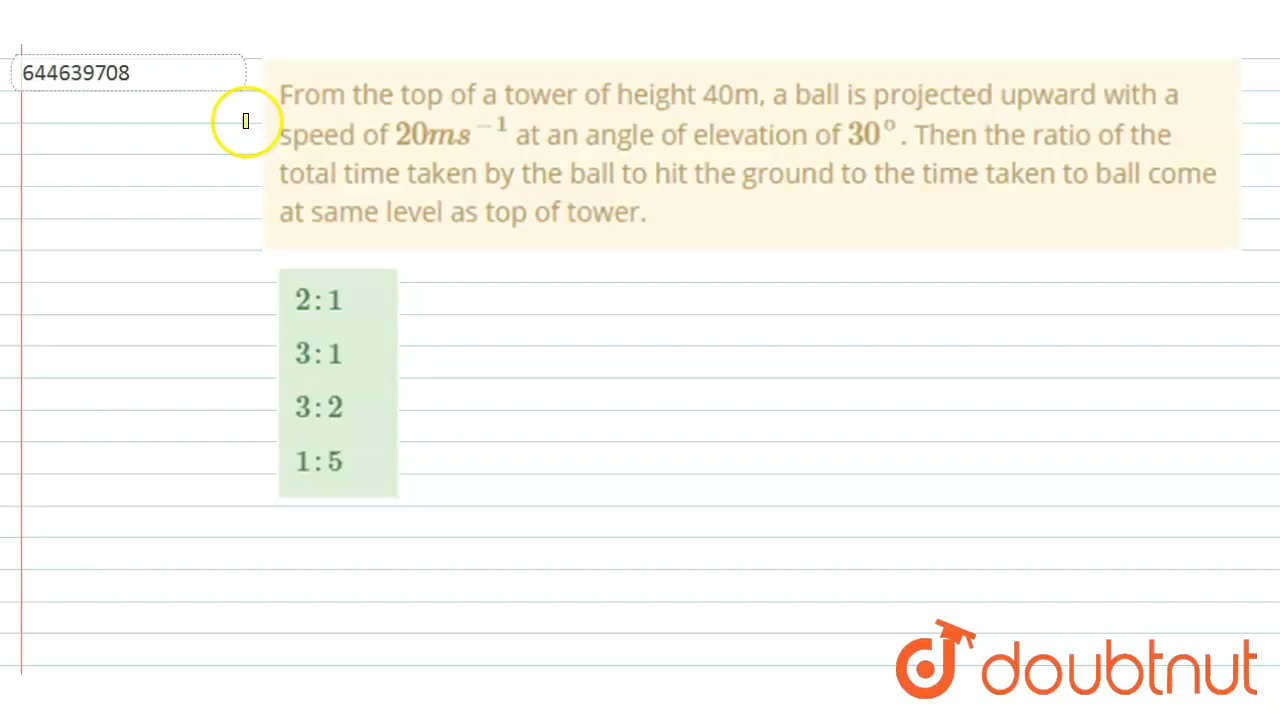 644639708
From the top of a tower of height 40m, a ball is projected upward with a
speed of 20ms⁻¹ at an angle of elevation of 30°. Then the ratio of the
total time taken by the ball to hit the ground to the time taken to ball come
at same level as top of tower.
2 : 1
3 : 1
3 : 2
1 : 5
doubtnut